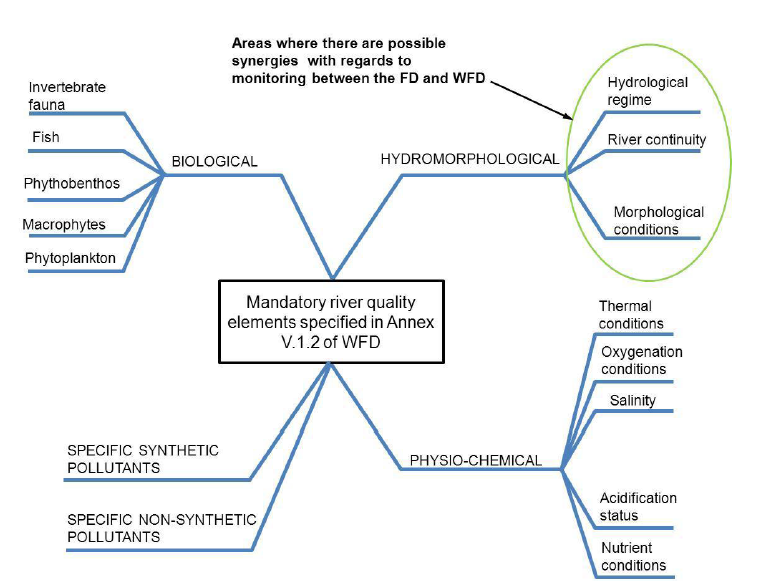 Areas where there are possible
synergies with regards to
monitoring between the FD and WFD
Invertebrate
fauna
Fish
Phythobenthos
Macrophytes
Phytoplankton
BIOLOGICAL
HYDROMORPHOLOGICAL
Hydrological
regime
River continuity
Morphological
conditions
Mandatory river quality
elements specified in Annex
V.1.2 of WFD
SPECIFIC SYNTHETIC
POLLUTANTS
SPECIFIC NON-SYNTHETIC
POLLUTANTS
PHYSIO-CHEMICAL
Thermal
conditions
Oxygenation
conditions
Salinity
Acidification
status
Nutrient
conditions